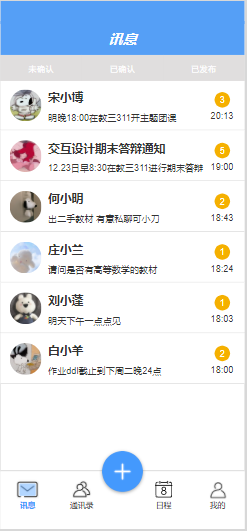 讯息
未确认 已确认 已发布
宋小博 3
明晚18:00在教三311开主题团课 20:13
交互设计期末答辩通知 5
12.23日早8:30在教三311进行期末答辩 19:00
何小明 2
出二手教材 有意私聊可小刀 18:43
庄小兰 1
请问是否有高等数学的教材 18:24
刘小莲 1
明天下午一点点见 18:03
白小羊 2
作业ddl截止到下周二晚24点 18:00
8
讯息 通讯录 日程 我的